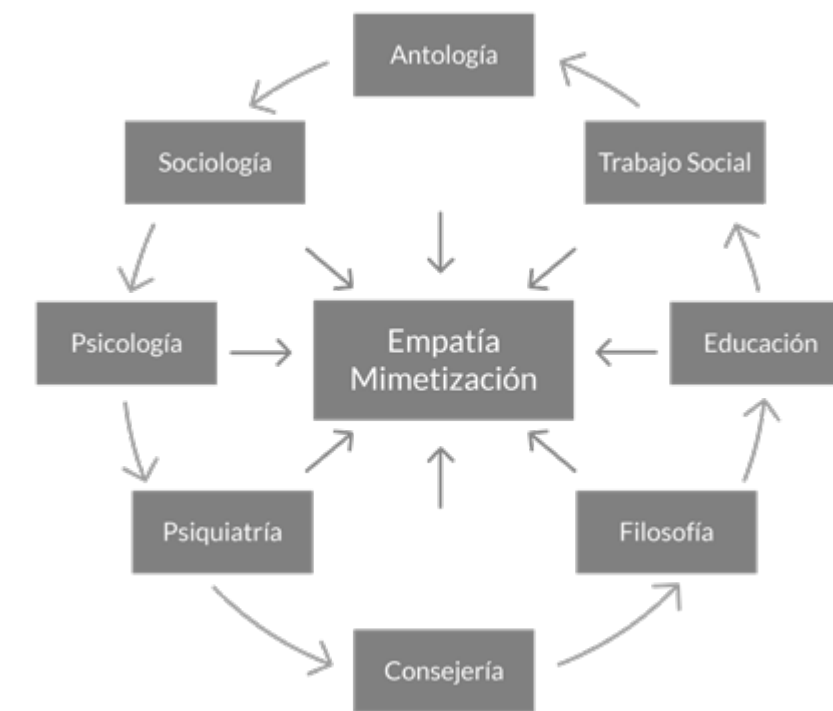 Antología
Sociología
Trabajo Social
Psicología
Empatía
Mimetización
Educación
Psiquiatría
Filosofía
Consejería